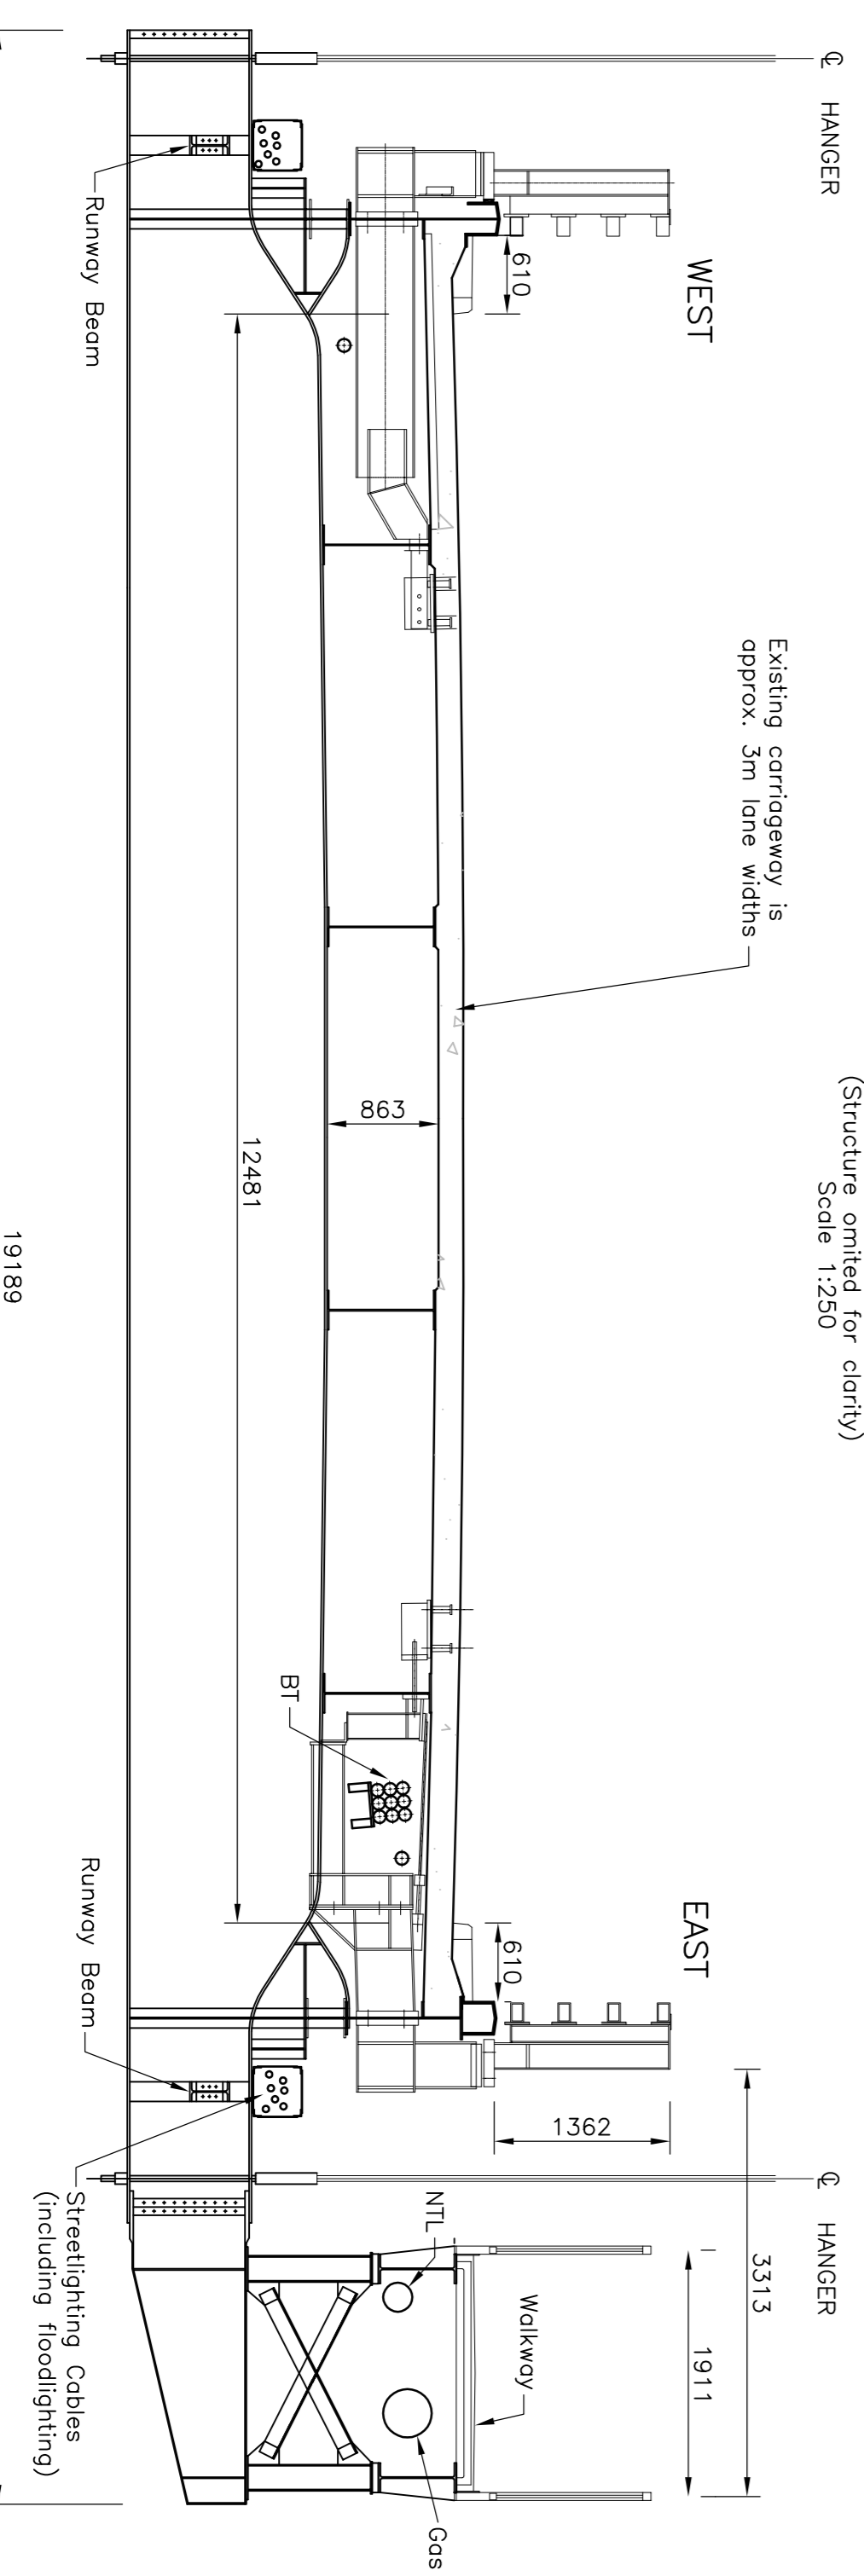 (Structure omited for clarity)
Scale 1:250
℄ HANGER
℄ HANGER
WEST
EAST
Existing carriageway is
approx. 3m lane widths
3313
1911
Walkway
1362
610
610
863
NTL
Gas
BT
12481
Runway Beam
Runway Beam
Streetlighting Cables
(including floodlighting)
19189